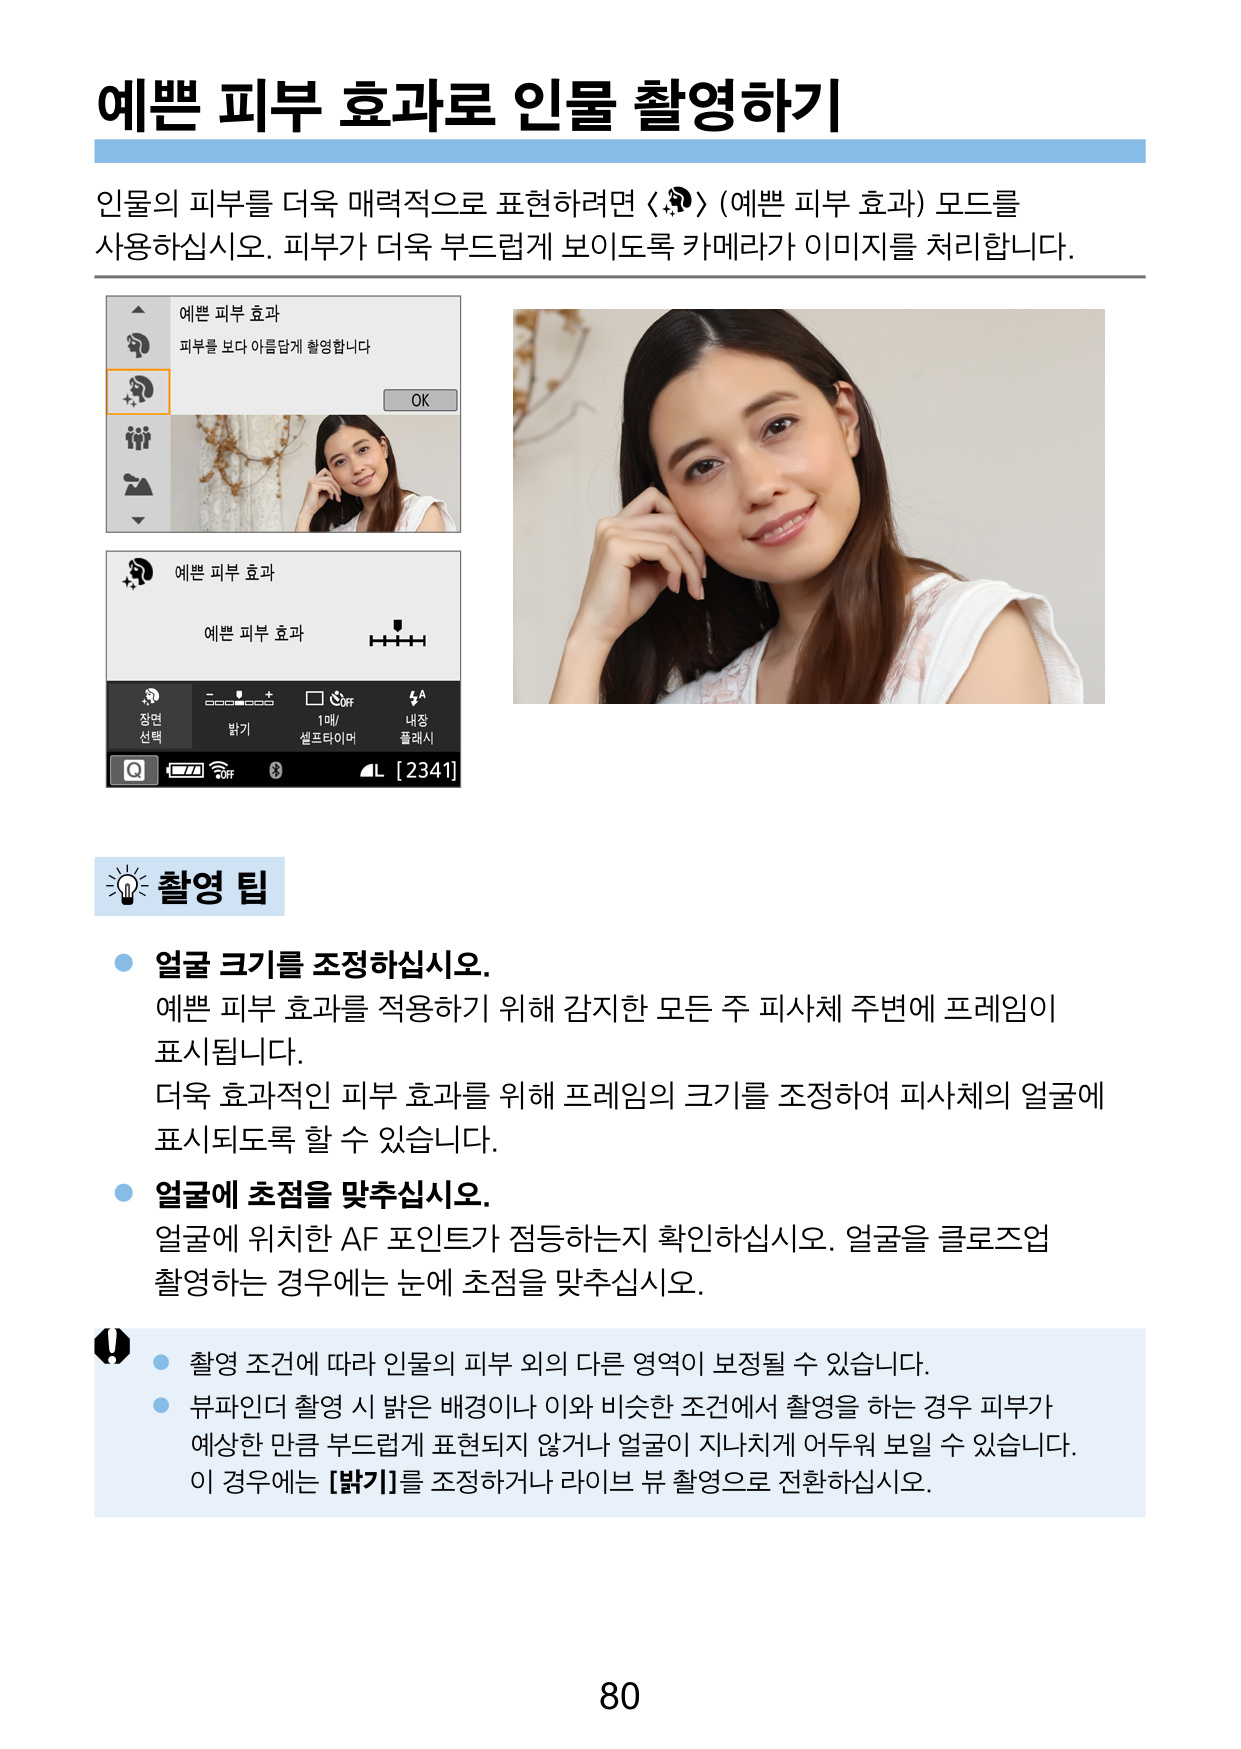 예쁜 피부 효과로 인물 촬영하기
인물의 피부를 더욱 매력적으로 표현하려면 < > (예쁜 피부 효과) 모드를
사용하십시오. 피부가 더욱 부드럽게 보이도록 카메라가 이미지를 처리합니다.
예쁜 피부 효과
피부를 보다 아름답게 촬영합니다
OK
예쁜 피부 효과
예쁜 피부 효과
− +
OFF
A
장면
선택
밝기
1매/
셀프타이머
내장
플래시
Q OFF L [2341]
촬영 팁
● 얼굴 크기를 조정하십시오.
예쁜 피부 효과를 적용하기 위해 감지한 모든 주 피사체 주변에 프레임이
표시됩니다.
더욱 효과적인 피부 효과를 위해 프레임의 크기를 조정하여 피사체의 얼굴에
표시되도록 할 수 있습니다.
● 얼굴에 초점을 맞추십시오.
얼굴에 위치한 AF 포인트가 점등하는지 확인하십시오. 얼굴을 클로즈업
촬영하는 경우에는 눈에 초점을 맞추십시오.
● 촬영 조건에 따라 인물의 피부 외의 다른 영역이 보정될 수 있습니다.
● 뷰파인더 촬영 시 밝은 배경이나 이와 비슷한 조건에서 촬영을 하는 경우 피부가
예상한 만큼 부드럽게 표현되지 않거나 얼굴이 지나치게 어두워 보일 수 있습니다.
이 경우에는 [밝기]를 조정하거나 라이브 뷰 촬영으로 전환하십시오.
80